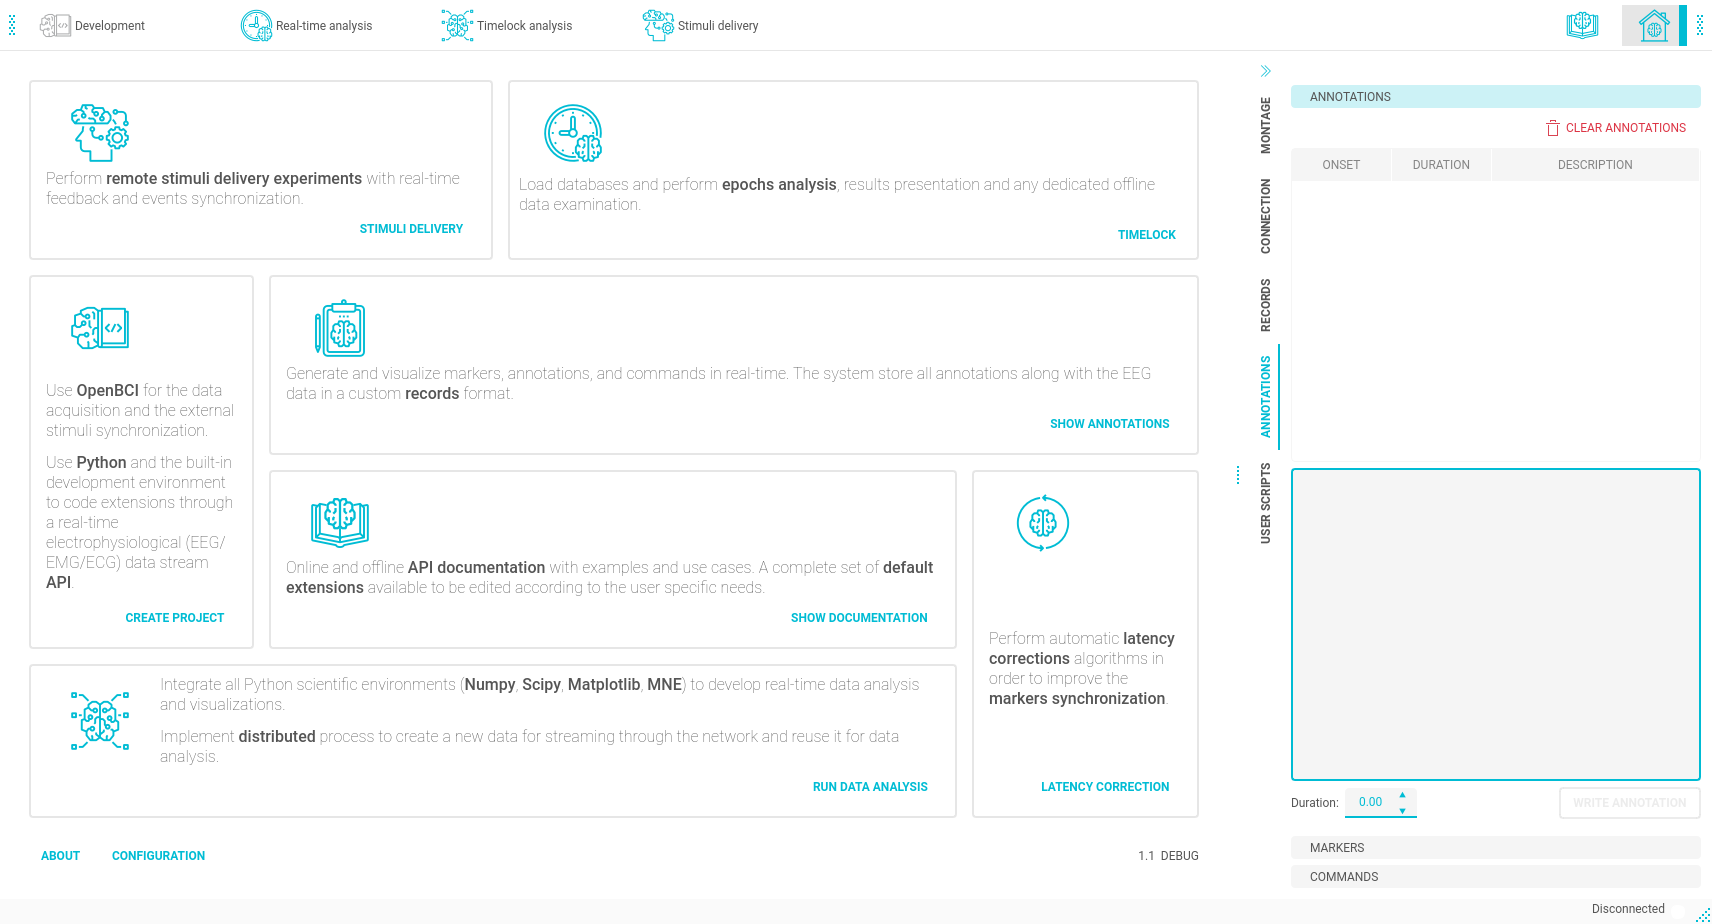 Development
Real-time analysis
Timelock analysis
Stimuli delivery
Perform remote stimuli delivery experiments with real-time
feedback and events synchronization.
STIMULI DELIVERY
Load databases and perform epochs analysis, results presentation and any dedicated offline
data examination.
TIMELOCK
Use OpenBCI for the data
acquisition and the external
stimuli synchronization.
Use Python and the built-in
development environment
to code extensions through
a real-time
electrophysiological (EEG/
EMG/ECG) data stream
API.
CREATE PROJECT
Generate and visualize markers, annotations, and commands in real-time. The system store all annotations along with the EEG
data in a custom records format.
SHOW ANNOTATIONS
Online and offline API documentation with examples and use cases. A complete set of default
extensions available to be edited according to the user specific needs.
SHOW DOCUMENTATION
Perform automatic latency
corrections algorithms in
order to improve the
markers synchronization.
LATENCY CORRECTION
Integrate all Python scientific environments (Numpy, Scipy, Matplotlib, MNE) to develop real-time data analysis
and visualizations.
Implement distributed process to create a new data for streaming through the network and reuse it for data
analysis.
RUN DATA ANALYSIS
ABOUT
CONFIGURATION
1.1 DEBUG
MONTAGE
CONNECTION
RECORDS
ANNOTATIONS
USER SCRIPTS
ANNOTATIONS
CLEAR ANNOTATIONS
ONSET
DURATION
DESCRIPTION
Duration:
0.00
WRITE ANNOTATION
MARKERS
COMMANDS
Disconnected